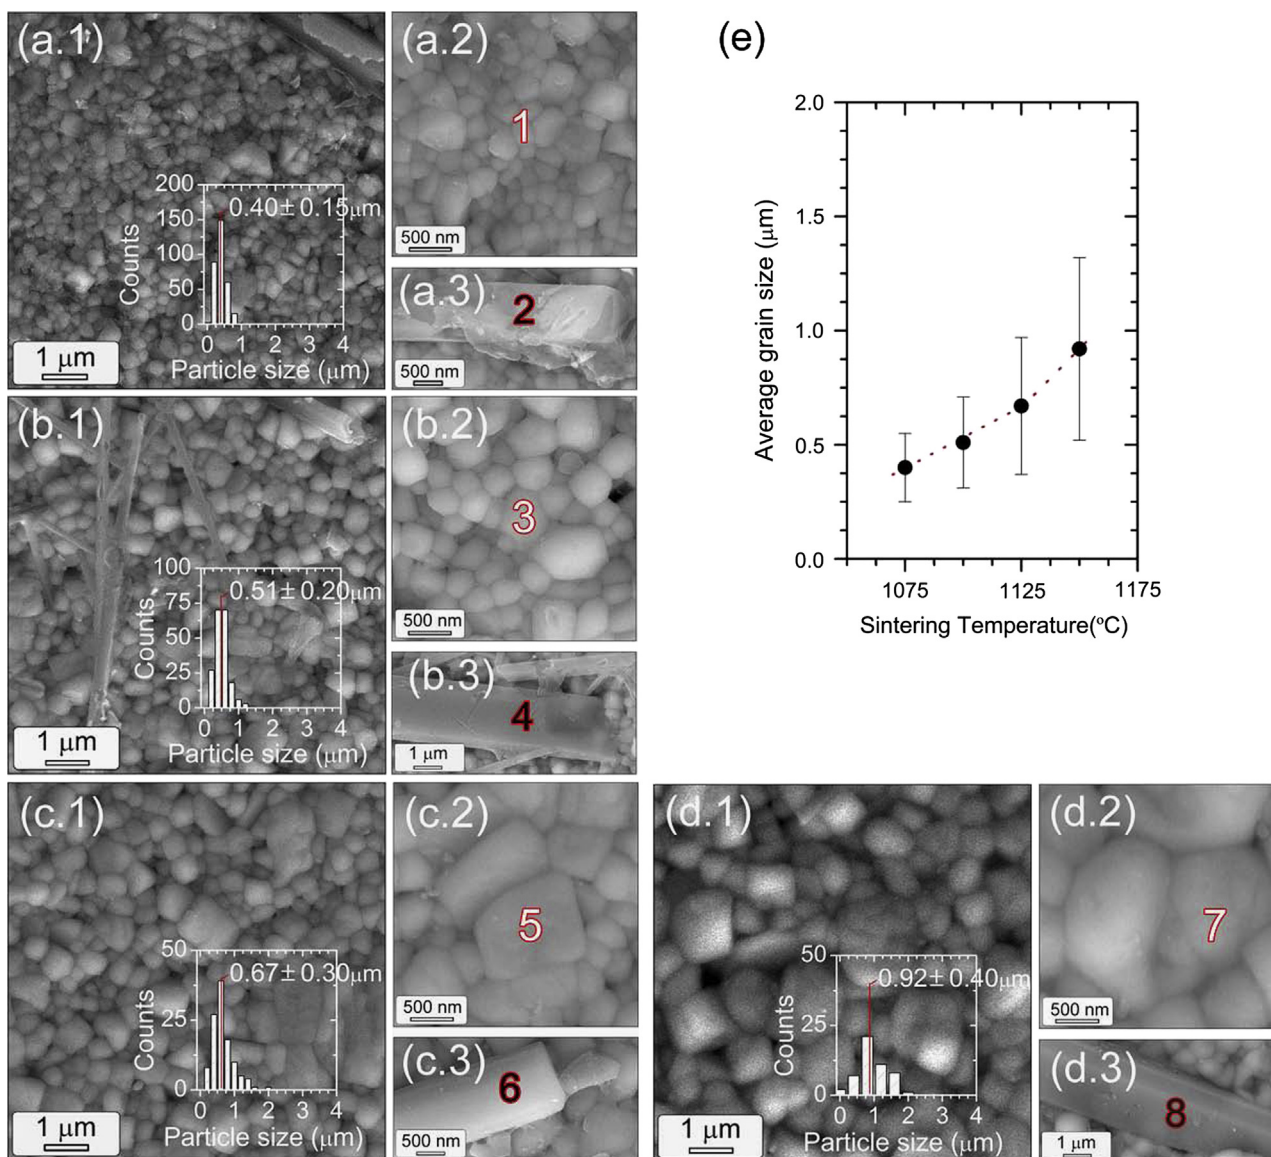 (a.1)
200
150
100
50
0
Counts
0.40± 0.15μm
0 1 2 3 4
Particle size (μm)
1 μm
(a.2)
1
500 nm
(a.3)
2
500 nm
(b.1)
100
75
50
25
0
Counts
0.51± 0.20μm
0 1 2 3 4
Particle size (μm)
1 μm
(b.2)
3
500 nm
(b.3)
4
1 μm
(c.1)
50
25
0
Counts
0.67± 0.30μm
0 1 2 3 4
Particle size (μm)
1 μm
(c.2)
5
500 nm
(c.3)
6
500 nm
(d.1)
50
25
0
Counts
0.92± 0.40μm
0 1 2 3 4
Particle size (μm)
1 μm
(d.2)
7
500 nm
(d.3)
8
1 μm
(e)
2.0
1.5
1.0
0.5
0.0
Average grain size (μm)
1075 1125 1175
Sintering Temperature(ºC)